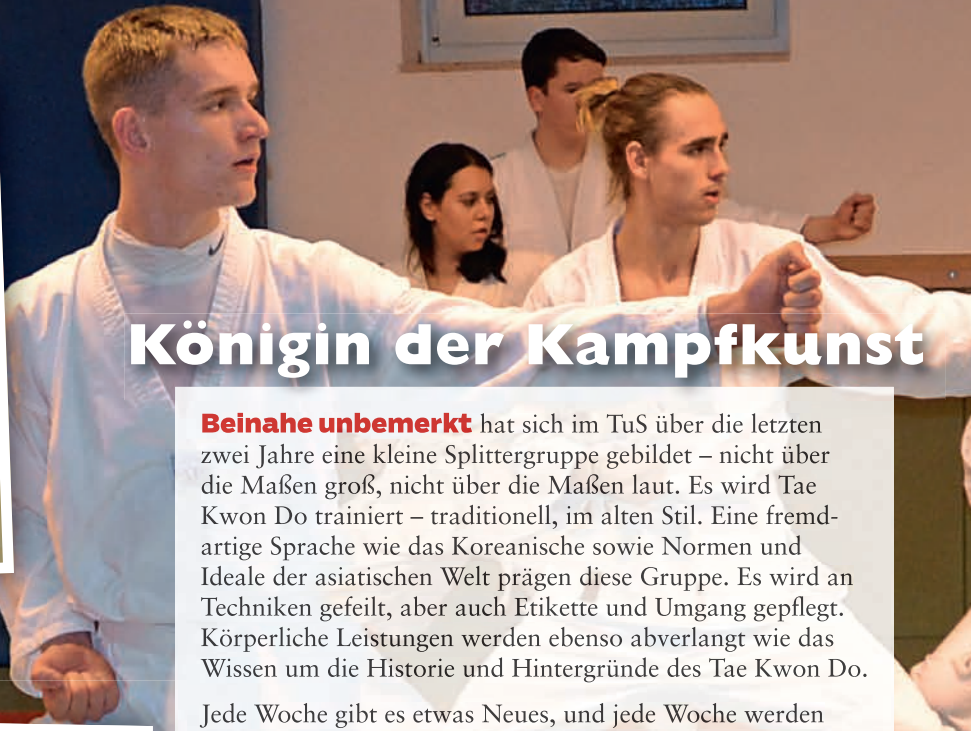 Königin der Kampfkunst
Beinahe unbemerkt hat sich im TuS über die letzten
zwei Jahre eine kleine Splittergruppe gebildet – nicht über
die Maßen groß, nicht über die Maßen laut. Es wird Tae
Kwon Do trainiert – traditionell, im alten Stil. Eine fremd-
artige Sprache wie das Koreanische sowie Normen und
Ideale der asiatischen Welt prägen diese Gruppe. Es wird an
Techniken gefeilt, aber auch Etikette und Umgang gepflegt.
Körperliche Leistungen werden ebenso abverlangt wie das
Wissen um die Historie und Hintergründe des Tae Kwon Do.
Jede Woche gibt es etwas Neues, und jede Woche werden